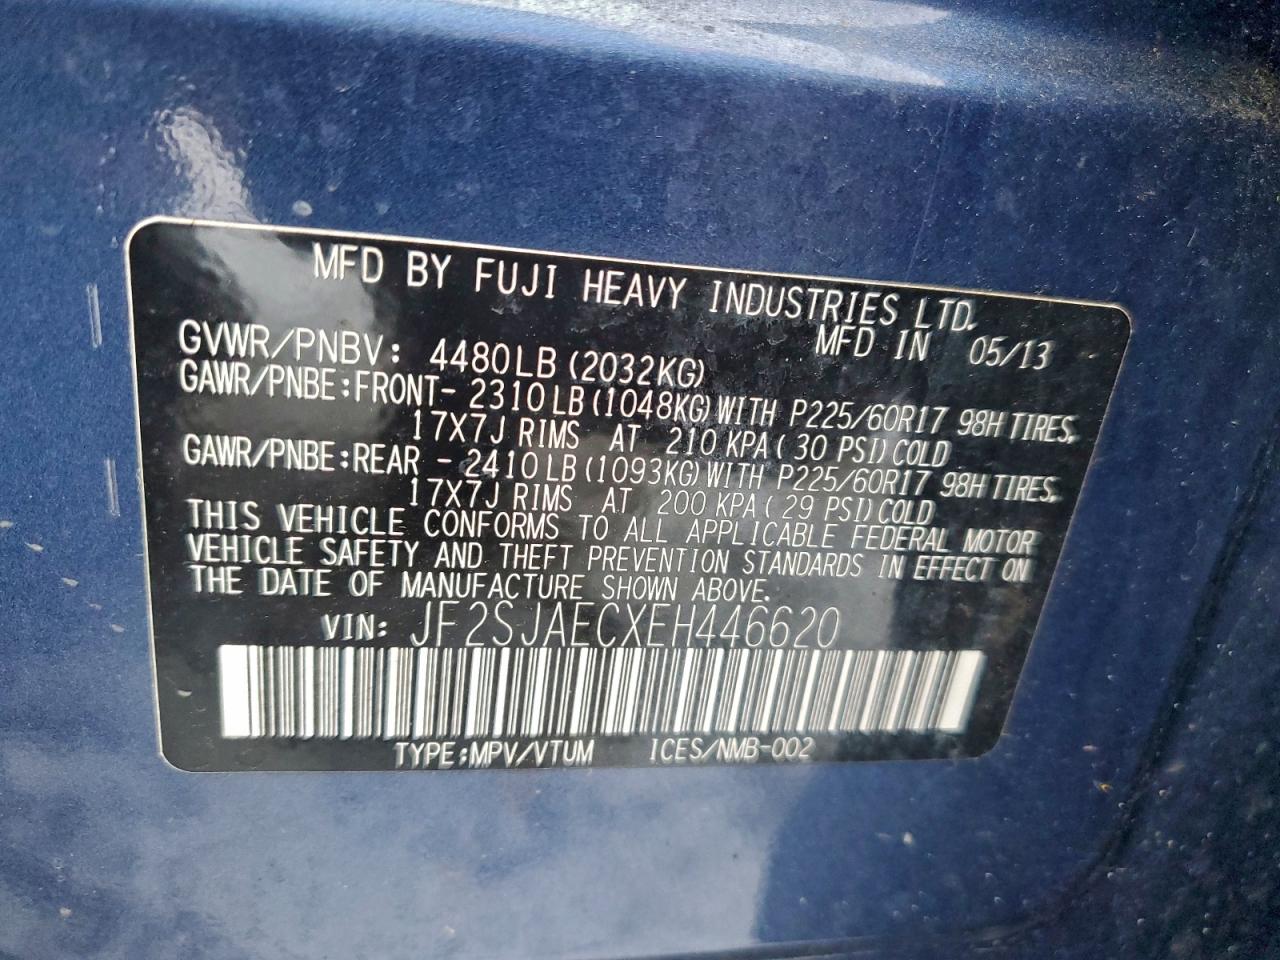 MFD BY FUJI HEAVY INDUSTRIES LTD.
MFD IN 05/13
GVWR/PNBV: 4480LB (2032KG)
GAWR/PNBE:FRONT- 2310LB (1048KG) WITH P225/60R17 98H TIRES,
17X7J RIMS AT 210 KPA ( 30 PSI) COLD
GAWR/PNBE:REAR - 2410LB (1093KG) WITH P225/60R17 98H TIRES,
17X7J RIMS AT 200 KPA ( 29 PSI) COLD
THIS VEHICLE CONFORMS TO ALL APPLICABLE FEDERAL MOTOR
VEHICLE SAFETY AND THEFT PREVENTION STANDARDS IN EFFECT ON
THE DATE OF MANUFACTURE SHOWN ABOVE.
VIN: JF2SJAECXEH446620
TYPE:MPV/VTUM ICES/NMB-002